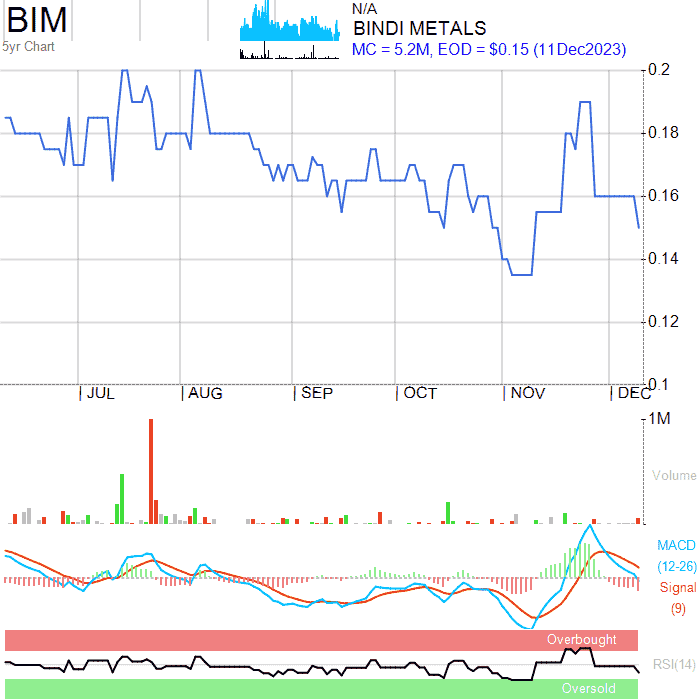 BIM
N/A
BINDI METALS
5yr Chart
MC = 5.2M, EOD = $0.15 (11Dec2023)
0.2
0.18
0.16
0.14
0.12
0.1
JUL AUG SEP OCT NOV DEC
1M
Volume
MACD
(12-26)
Signal
(9)
Overbought
RSI(14)
Oversold